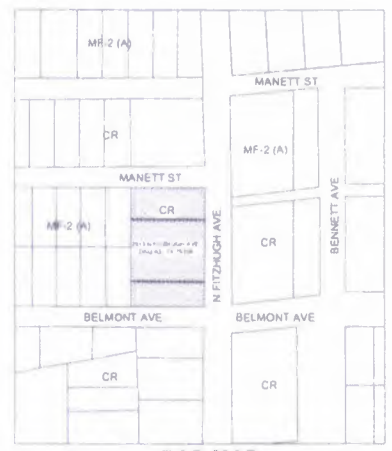 MF-2 (A)
MANETT ST
CR
MF-2 (A)
MANETT ST
CR
MF-2 (A)
N FITZHUGH AVE
CR
BENNETT AVE
BELMONT AVE
BELMONT AVE
CR
CR